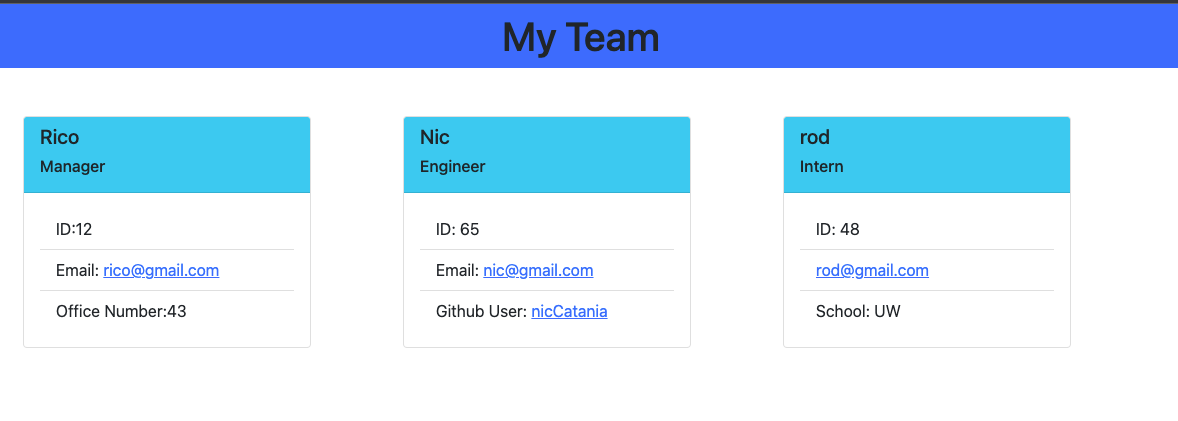 My Team
Rico
Manager
ID:12
Email: rico@gmail.com
Office Number:43
Nic
Engineer
ID: 65
Email: nic@gmail.com
Github User: nicCatania
rod
Intern
ID: 48
rod@gmail.com
School: UW